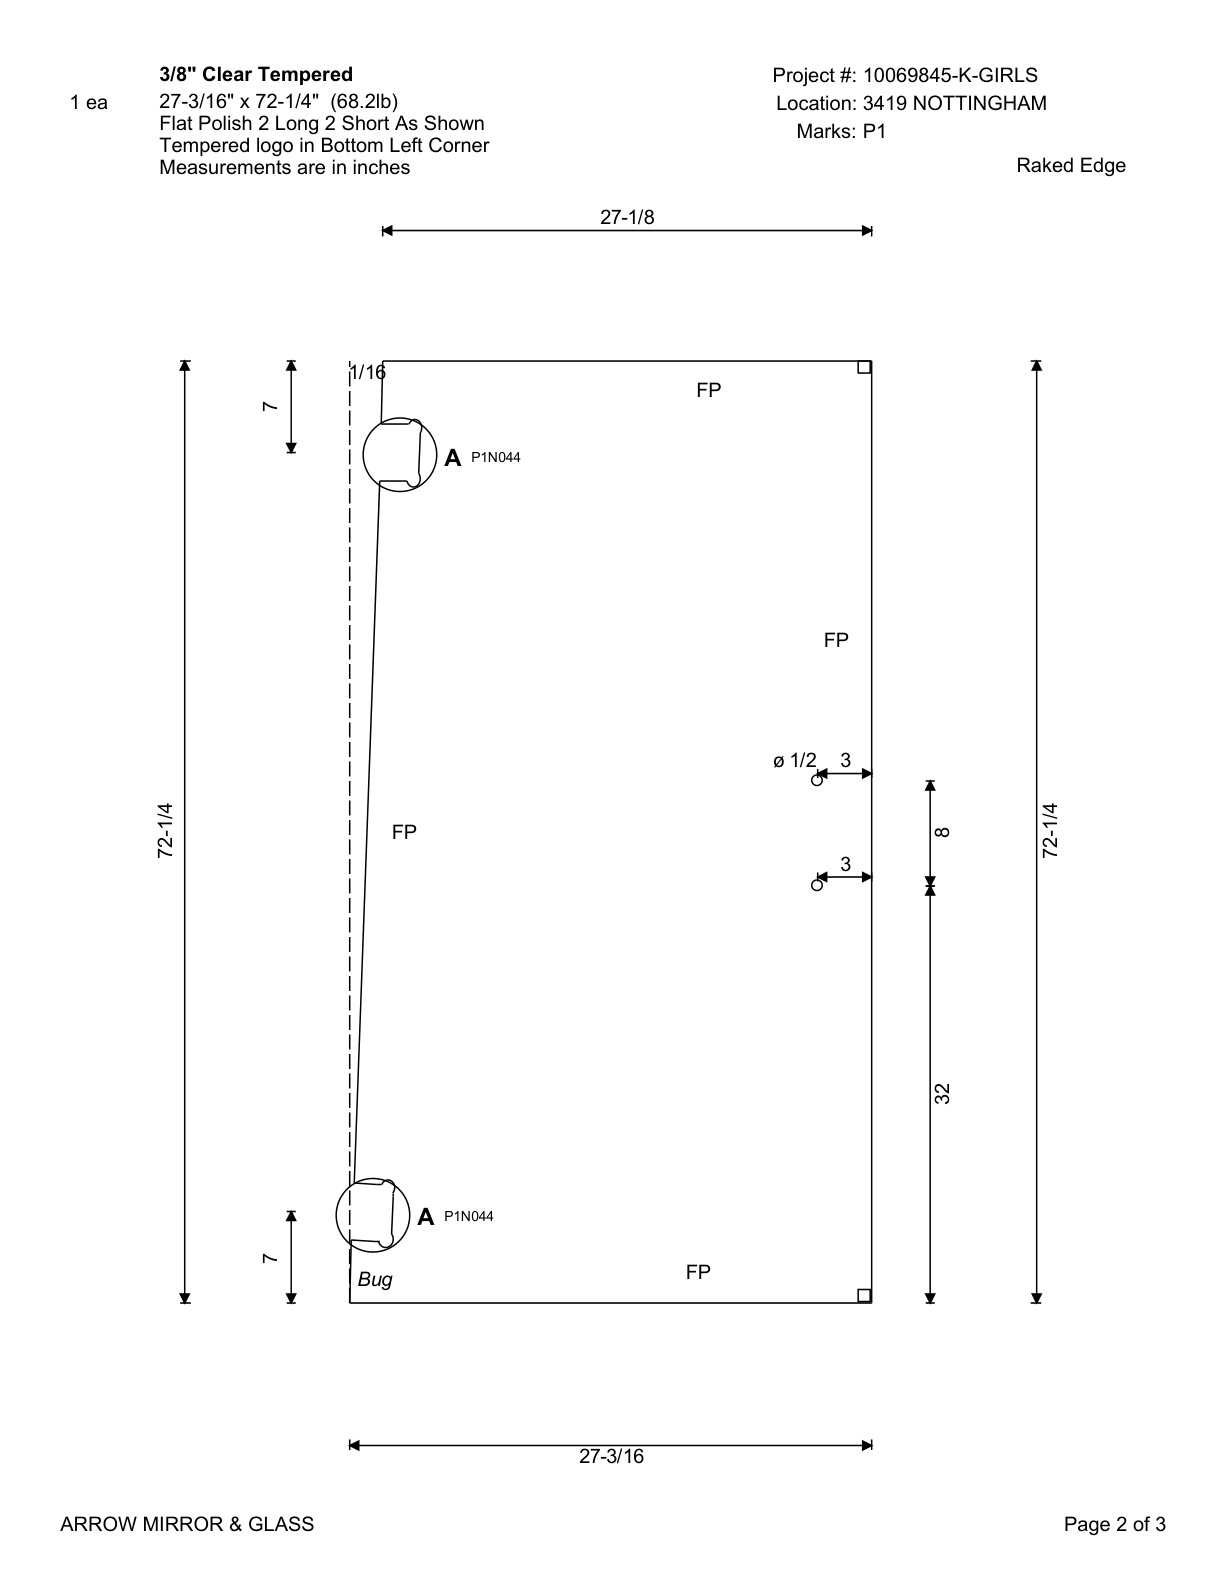 3/8" Clear Tempered
1 ea
27-3/16" x 72-1/4" (68.2lb)
Flat Polish 2 Long 2 Short As Shown
Tempered logo in Bottom Left Corner
Measurements are in inches
Project #: 10069845-K-GIRLS
Location: 3419 NOTTINGHAM
Marks: P1
Raked Edge
27-1/8
1/16
7
FP
A P1N044
FP
ø 1/2
3
8
72-1/4
72-1/4
FP
3
32
A P1N044
7
Bug
FP
27-3/16
ARROW MIRROR & GLASS
Page 2 of 3